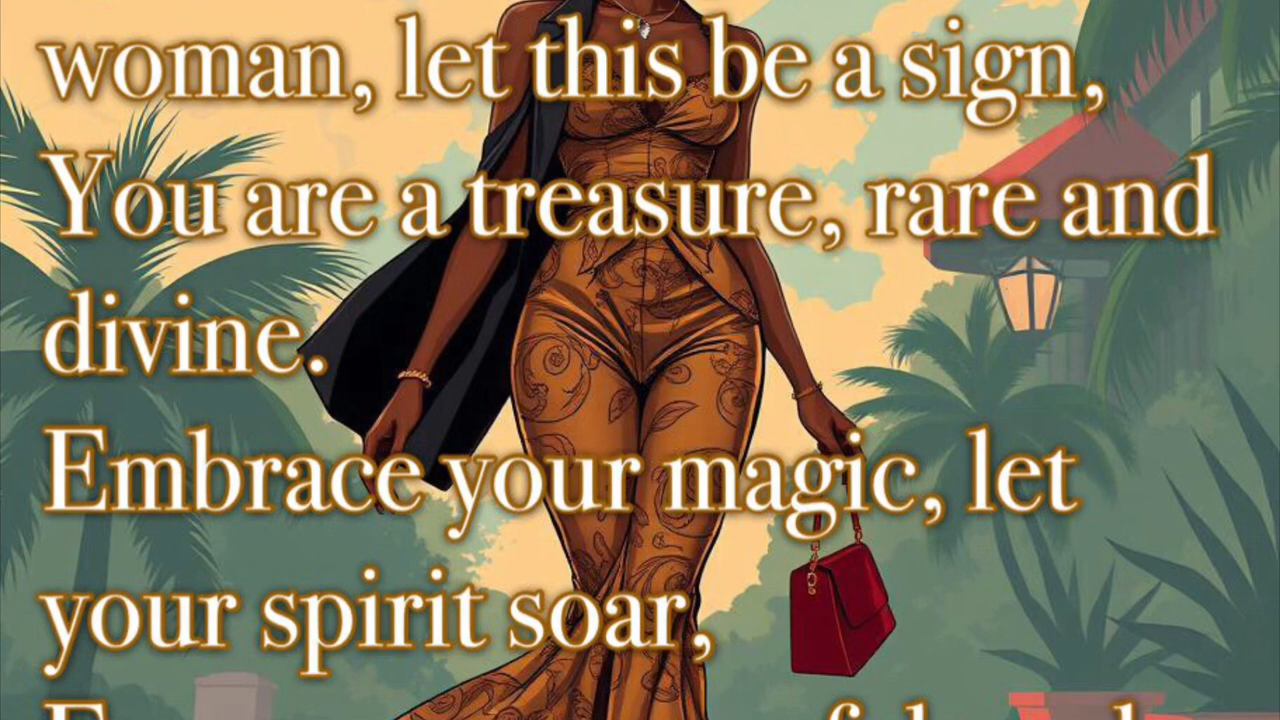 woman, let this be a sign,
You are a treasure, rare and
divine.
Embrace your magic, let
your spirit soar,